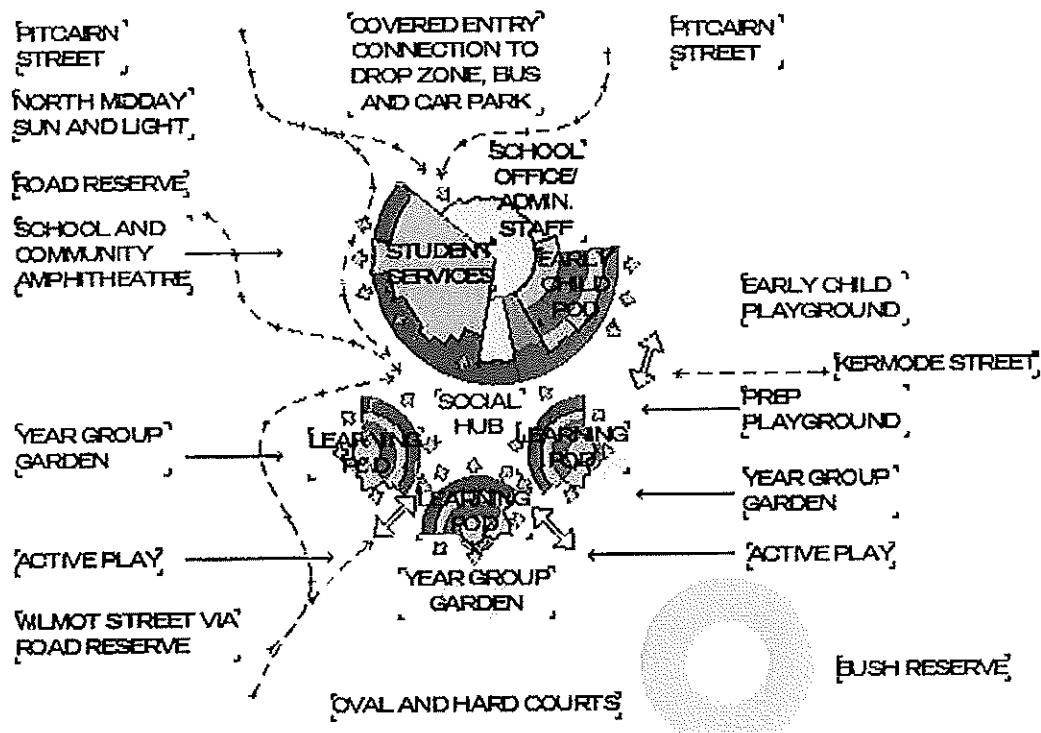 PITCAIRN
STREET
COVERED ENTRY
CONNECTION TO
DROP ZONE, BUS
AND CAR PARK
PITCAIRN
STREET
NORTH MIDDAY
SUN AND LIGHT
ROAD RESERVE
SCHOOL AND
COMMUNITY
AMPHITHEATRE
SCHOOL
OFFICE/
ADMIN.
STAFF
STUDENT
SERVICES
EARLY
CHILD
POD
EARLY CHILD
PLAYGROUND
KERMODE STREET
PREP
PLAYGROUND
SOCIAL
HUB
YEAR GROUP
GARDEN
LEARNING
POD
LEARNING
POD
LEARNING
POD
YEAR GROUP
GARDEN
ACTIVE PLAY
ACTIVE PLAY
YEAR GROUP
GARDEN
WILMOT STREET VIA
ROAD RESERVE
BUSH RESERVE
OVAL AND HARD COURTS